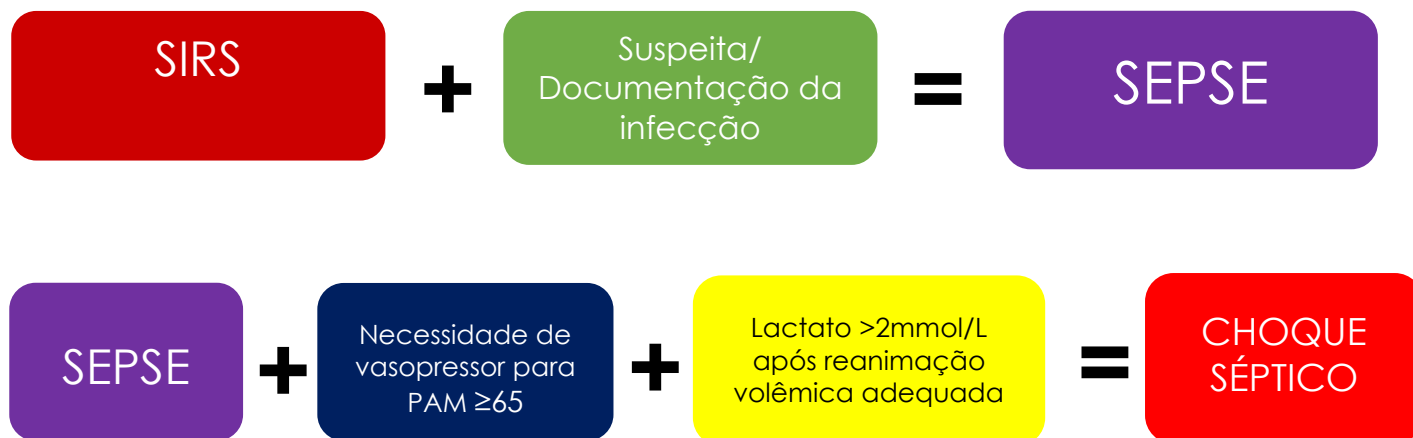 SIRS
+
Suspeita/
Documentação da
infecção
=
SEPSE
SEPSE
+
Necessidade de
vasopressor para
PAM ≥65
+
Lactato >2mmol/L
após reanimação
volêmica adequada
=
CHOQUE
SÉPTICO